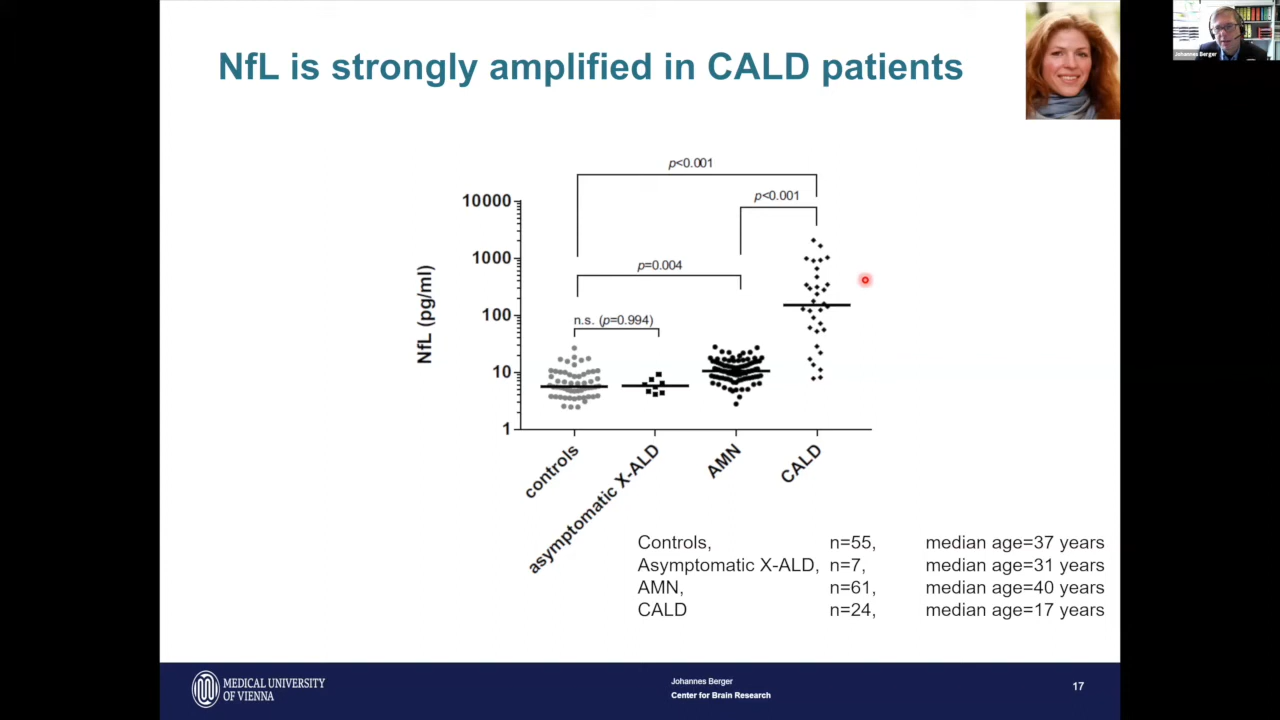 NfL is strongly amplified in CALD patients
Johannes Berger
p<0.001
p<0.001
10000
1000
p=0.004
NfL (pg/ml)
100
n.s. (p=0.994)
10
1
controls
asymptomatic X-ALD
AMN
CALD
Controls, n=55, median age=37 years
Asymptomatic X-ALD, n=7, median age=31 years
AMN, n=61, median age=40 years
CALD n=24, median age=17 years
MEDICAL UNIVERSITY
OF VIENNA
Johannes Berger
Center for Brain Research
17